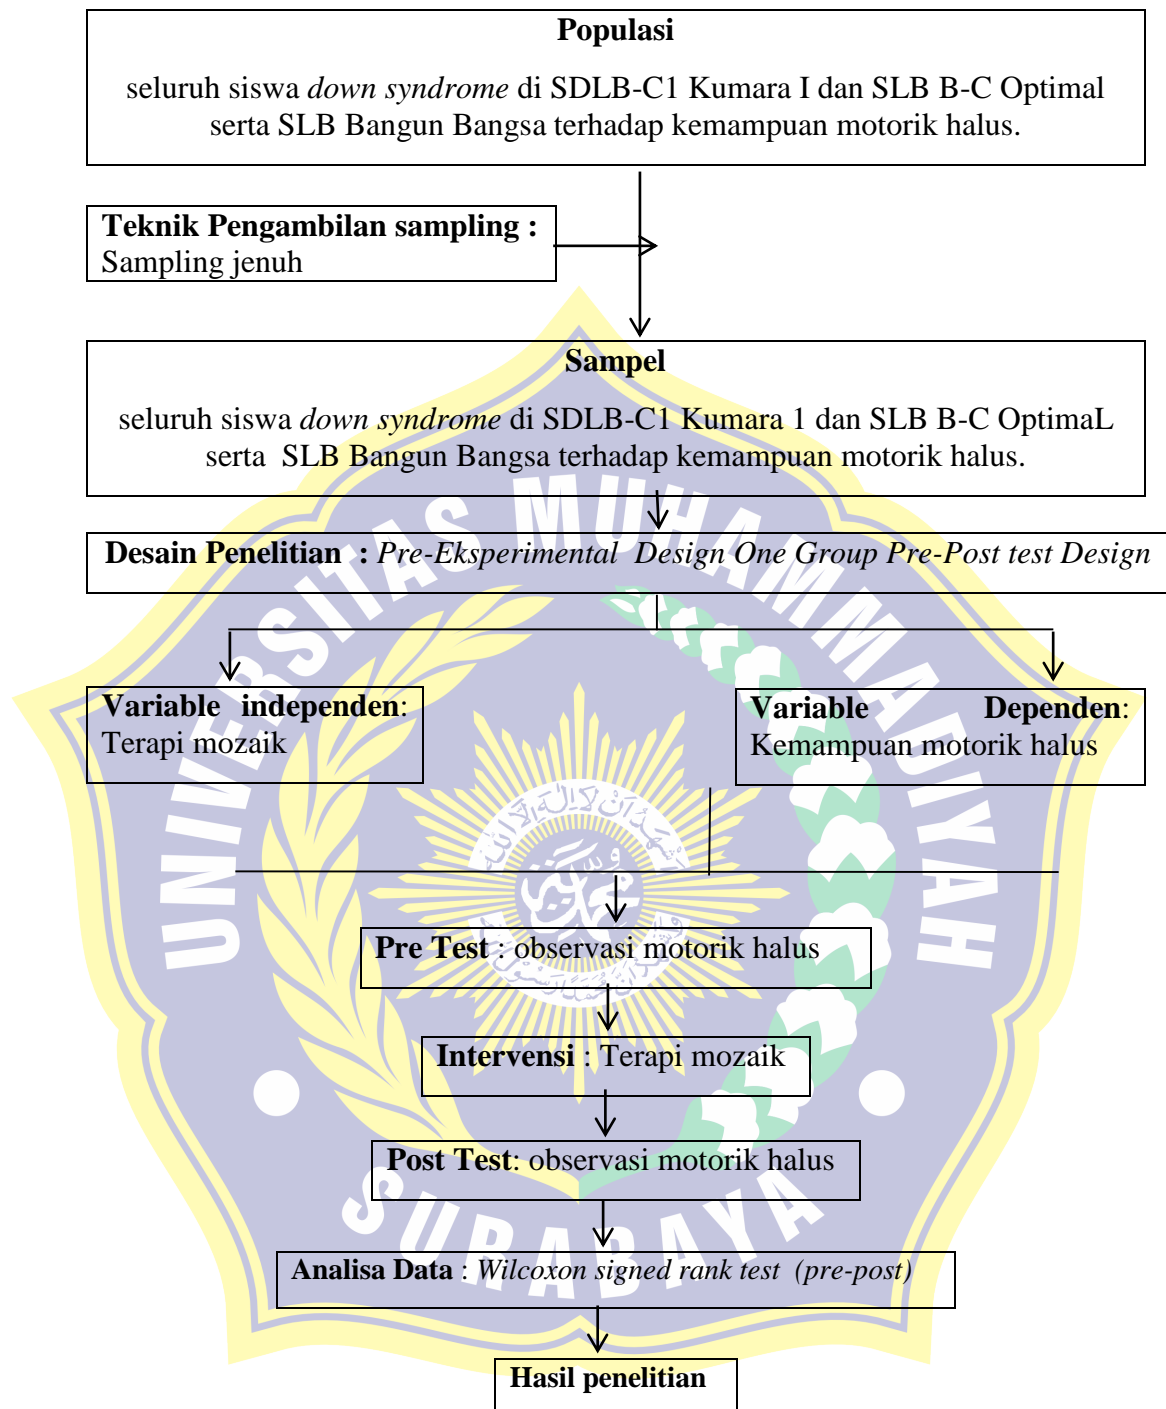 Populasi
seluruh siswa down syndrome di SDLB-C1 Kumara I dan SLB B-C Optimal
serta SLB Bangun Bangsa terhadap kemampuan motorik halus.
Teknik Pengambilan sampling :
Sampling jenuh
Sampel
seluruh siswa down syndrome di SDLB-C1 Kumara 1 dan SLB B-C OptimaL
serta SLB Bangun Bangsa terhadap kemampuan motorik halus.
Desain Penelitian : Pre-Eksperimental Design One Group Pre-Post test Design
Variable independen:
Terapi mozaik
Variable Dependen:
Kemampuan motorik halus
Pre Test : observasi motorik halus
Intervensi : Terapi mozaik
Post Test: observasi motorik halus
Analisa Data : Wilcoxon signed rank test (pre-post)
Hasil penelitian
UNIVERSITAS MUHAMMADIYAH
SURABAYA